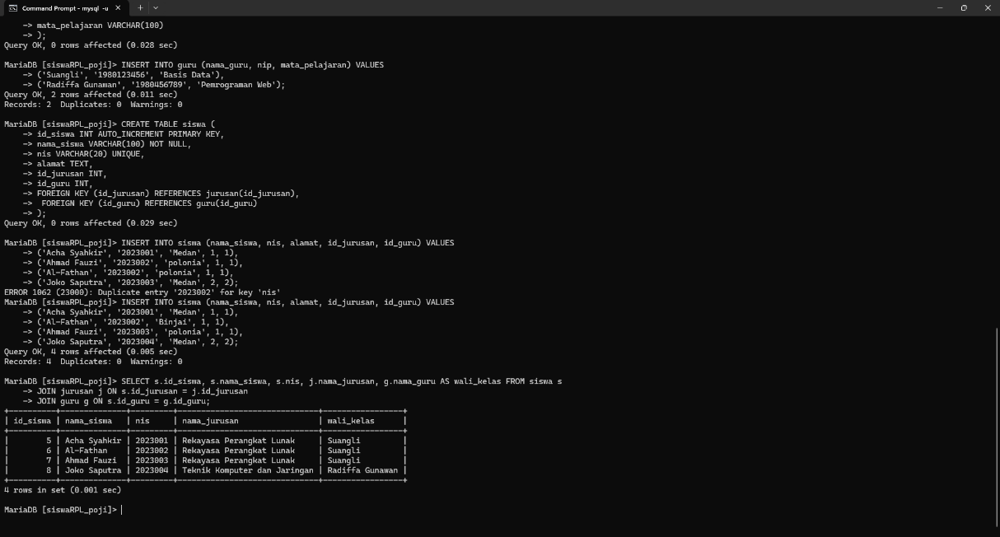 Command Prompt - mysql -u
-> mata_pelajaran VARCHAR(100)
-> );
Query OK, 0 rows affected (0.028 sec)
MariaDB [siswaRPL_poji]> INSERT INTO guru (nama_guru, nip, mata_pelajaran) VALUES
-> ('Suangli', '1980123456', 'Basis Data'),
-> ('Radiffa Gunawan', '1980456789', 'Pemrograman Web');
Query OK, 2 rows affected (0.011 sec)
Records: 2  Duplicates: 0  Warnings: 0
MariaDB [siswaRPL_poji]> CREATE TABLE siswa (
-> id_siswa INT AUTO_INCREMENT PRIMARY KEY,
-> nama_siswa VARCHAR(100) NOT NULL,
-> nis VARCHAR(20) UNIQUE,
-> alamat TEXT,
-> id_jurusan INT,
-> id_guru INT,
-> FOREIGN KEY (id_jurusan) REFERENCES jurusan(id_jurusan),
->  FOREIGN KEY (id_guru) REFERENCES guru(id_guru)
-> );
Query OK, 0 rows affected (0.029 sec)
MariaDB [siswaRPL_poji]> INSERT INTO siswa (nama_siswa, nis, alamat, id_jurusan, id_guru) VALUES
-> ('Acha Syahkir', '2023001', 'Medan', 1, 1),
-> ('Ahmad Fauzi', '2023002', 'polonia', 1, 1),
-> ('Al-Fathan', '2023002', 'polonia', 1, 1),
-> ('Joko Saputra', '2023003', 'Medan', 2, 2);
ERROR 1062 (23000): Duplicate entry '2023002' for key 'nis'
MariaDB [siswaRPL_poji]> INSERT INTO siswa (nama_siswa, nis, alamat, id_jurusan, id_guru) VALUES
-> ('Acha Syahkir', '2023001', 'Medan', 1, 1),
-> ('Al-Fathan', '2023002', 'Binjai', 1, 1),
-> ('Ahmad Fauzi', '2023003', 'polonia', 1, 1),
-> ('Joko Saputra', '2023004', 'Medan', 2, 2);
Query OK, 4 rows affected (0.005 sec)
Records: 4  Duplicates: 0  Warnings: 0
MariaDB [siswaRPL_poji]> SELECT s.id_siswa, s.nama_siswa, s.nis, j.nama_jurusan, g.nama_guru AS wali_kelas FROM siswa s
-> JOIN jurusan j ON s.id_jurusan = j.id_jurusan
-> JOIN guru g ON s.id_guru = g.id_guru;
| id_siswa | nama_siswa | nis | nama_jurusan | wali_kelas |
| 5 | Acha Syahkir | 2023001 | Rekayasa Perangkat Lunak | Suangli |
| 6 | Al-Fathan | 2023002 | Rekayasa Perangkat Lunak | Suangli |
| 7 | Ahmad Fauzi | 2023003 | Rekayasa Perangkat Lunak | Suangli |
| 8 | Joko Saputra | 2023004 | Teknik Komputer dan Jaringan | Radiffa Gunawan |
4 rows in set (0.001 sec)
MariaDB [siswaRPL_poji]>